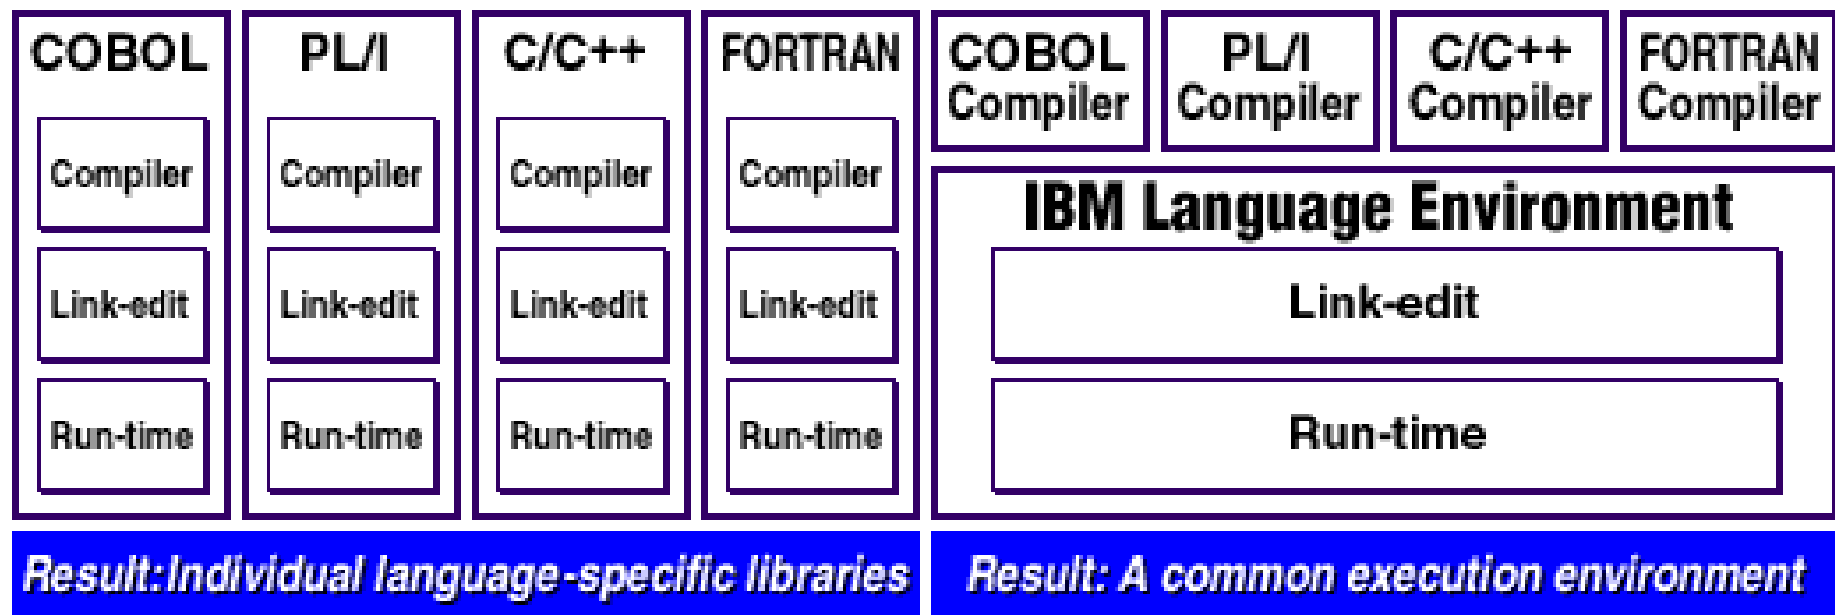 COBOL
Compiler
Link-edit
Run-time
PL/I
Compiler
Link-edit
Run-time
C/C++
Compiler
Link-edit
Run-time
FORTRAN
Compiler
Link-edit
Run-time
Result: Individual language-specific libraries
COBOL
Compiler
PL/I
Compiler
C/C++
Compiler
FORTRAN
Compiler
IBM Language Environment
Link-edit
Run-time
Result: A common execution environment